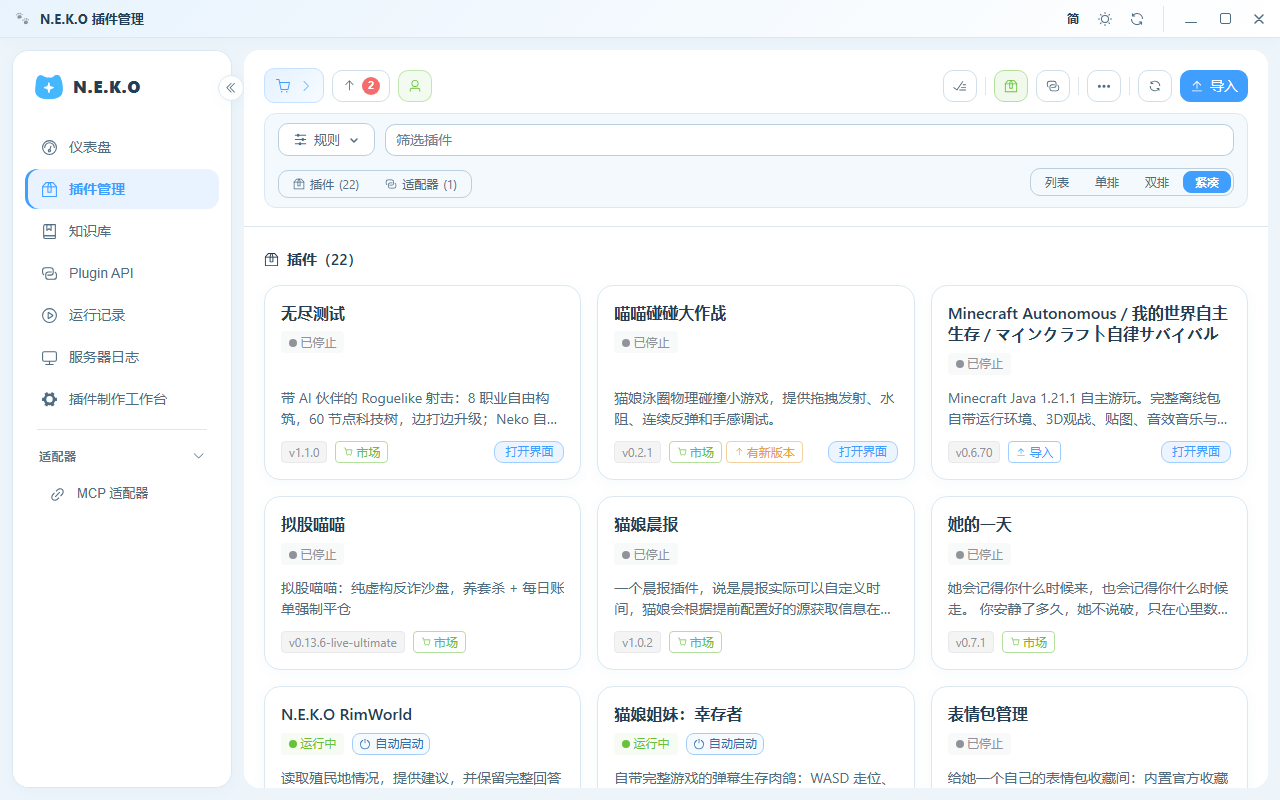 N.E.K.O 插件管理
简
N.E.K.O
仪表盘
插件管理
知识库
Plugin API
运行记录
服务器日志
插件制作工作台
适配器
MCP 适配器
2
导入
规则
筛选插件
插件 (22)
适配器 (1)
列表
单排
双排
紧凑
插件（22）
无尽测试
已停止
带 AI 伙伴的 Roguelike 射击：8 职业自由构
筑，60 节点科技树，边打边升级；Neko 自...
v1.1.0
市场
打开界面
喵喵碰碰大作战
已停止
猫娘泳圈物理碰撞小游戏，提供拖拽发射、水
阻、连续反弹和手感调试。
v0.2.1
市场
有新版本
打开界面
Minecraft Autonomous / 我的世界自主
生存 / マインクラフト自律サバイバル
已停止
Minecraft Java 1.21.1 自主游玩。完整离线包
自带运行环境、3D观战、贴图、音效音乐与...
v0.6.70
导入
打开界面
拟股喵喵
已停止
拟股喵喵：纯虚构反诈沙盘，养套杀 + 每日账
单强制平仓
v0.13.6-live-ultimate
市场
猫娘晨报
已停止
一个晨报插件，说是晨报实际可以自定义时
间，猫娘会根据提前配置好的源获取信息在...
v1.0.2
市场
她的一天
已停止
她会记得你什么时候来，也会记得你什么时候
走。 你安静了多久，她不说破，只在心里数...
v0.7.1
市场
N.E.K.O RimWorld
运行中
自动启动
读取殖民地情况，提供建议，并保留完整回答
猫娘姐妹：幸存者
运行中
自动启动
自带完整游戏的弹幕生存肉鸽：WASD 走位、
表情包管理
已停止
给她一个自己的表情包收藏间：内置官方收藏